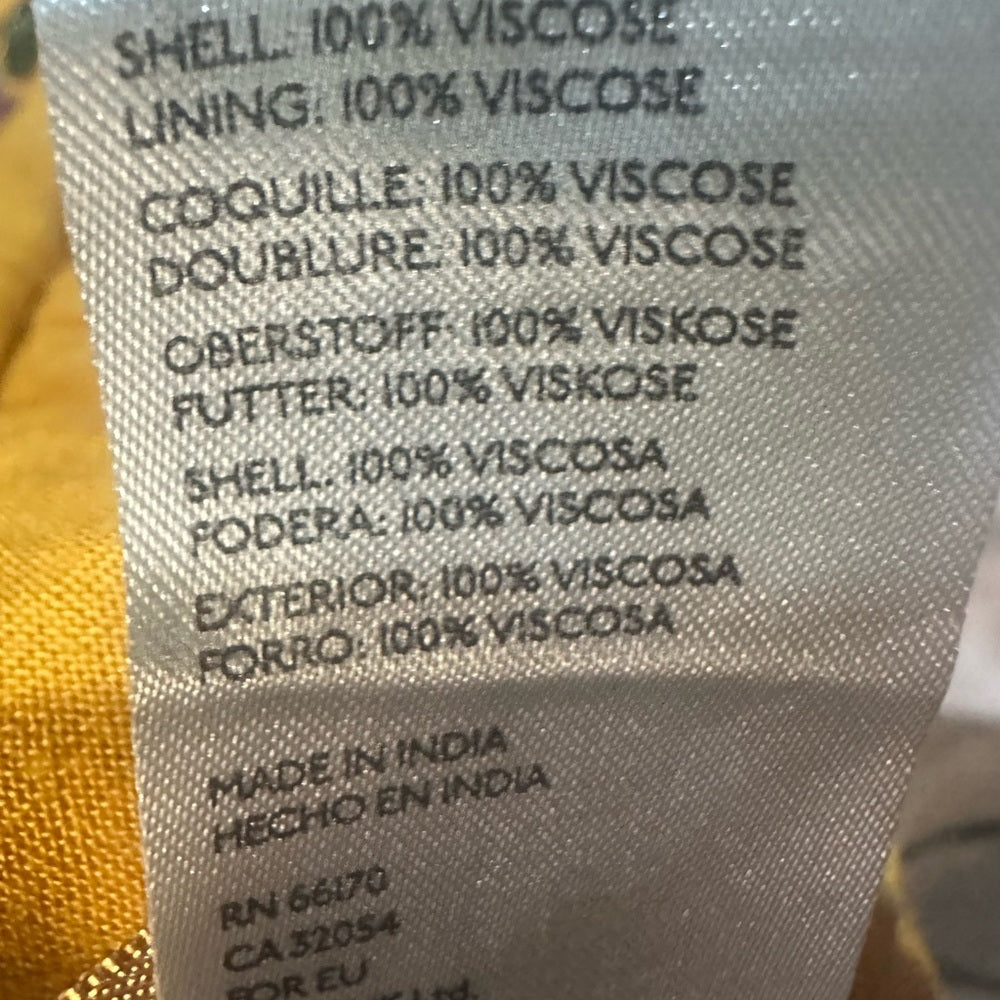 SHELL: 100% VISCOSE
LINING: 100% VISCOSE
COQUILLE: 100% VISCOSE
DOUBLURE: 100% VISCOSE
OBERSTOFF: 100% VISKOSE
FUTTER: 100% VISKOSE
SHELL: 100% VISCOSA
FODERA: 100% VISCOSA
EXTERIOR: 100% VISCOSA
FORRO: 100% VISCOSA
MADE IN INDIA
HECHO EN INDIA
RN 66170
CA 32054
FOR EU
Ltd.